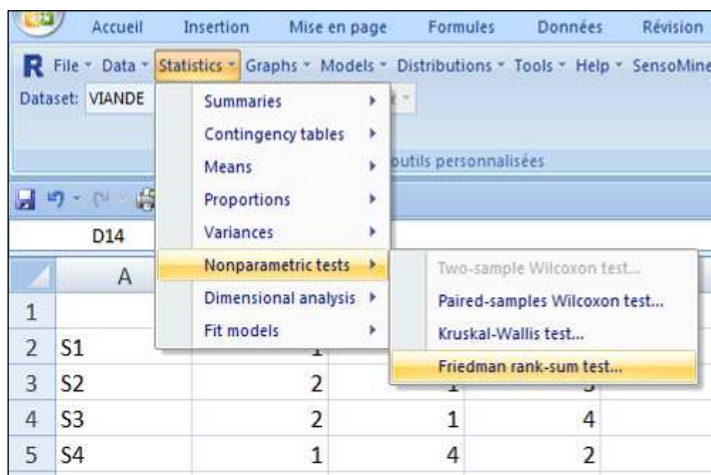 Accueil Insertion Mise en page Formules Données Révision
R File Data Statistics Graphs Models Distributions Tools Help SensoMine
Dataset: VIANDE
Summaries
Contingency tables
Means
outils personnalisées
Proportions
Variances
D14
Nonparametric tests
Two-sample Wilcoxon test...
Dimensional analysis
Paired-samples Wilcoxon test...
Fit models
Kruskal-Wallis test...
Friedman rank-sum test...
A
1
2 S1
3 S2 2
4 S3 2 1 4
5 S4 1 4 2